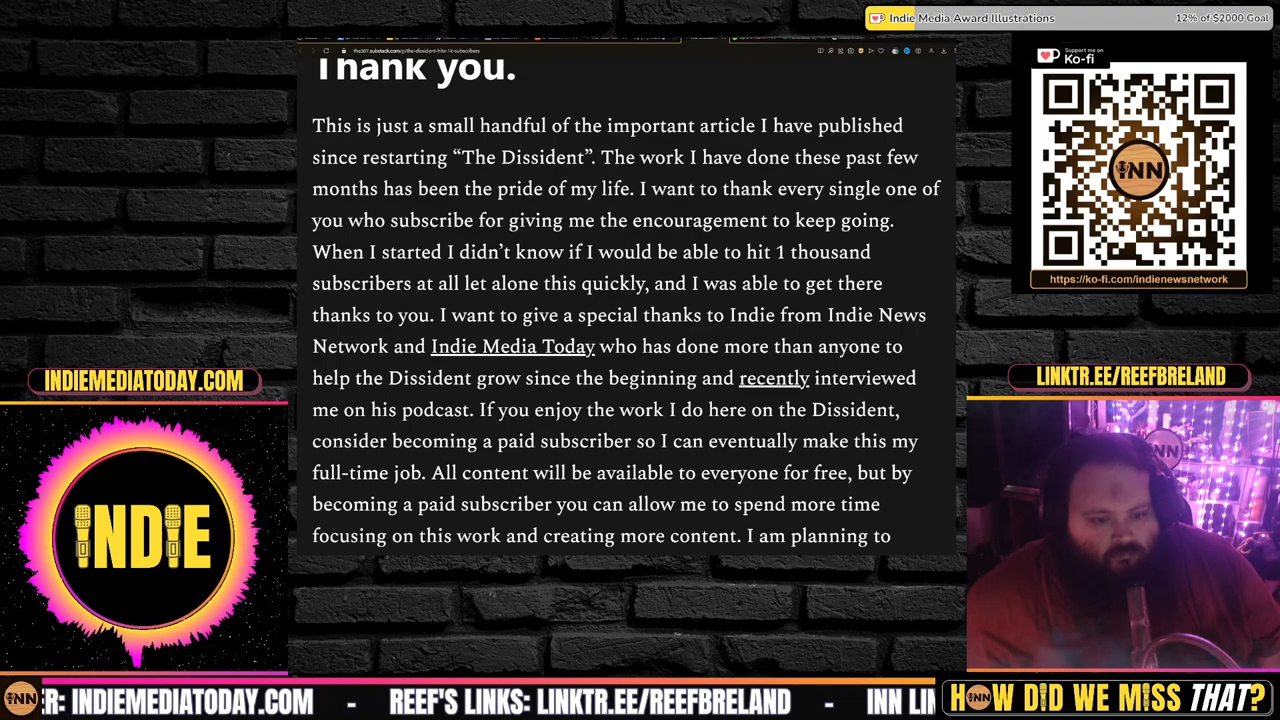 Indie Media Award Illustrations
12% of $2000 Goal
Support me on
Ko-fi
iNN
https://ko-fi.com/indienewsnetwork
Thank you.
This is just a small handful of the important article I have published
since restarting “The Dissident”. The work I have done these past few
months has been the pride of my life. I want to thank every single one of
you who subscribe for giving me the encouragement to keep going.
When I started I didn’t know if I would be able to hit 1 thousand
subscribers at all let alone this quickly, and I was able to get there
thanks to you. I want to give a special thanks to Indie from Indie News
Network and Indie Media Today who has done more than anyone to
help the Dissident grow since the beginning and recently interviewed
me on his podcast. If you enjoy the work I do here on the Dissident,
consider becoming a paid subscriber so I can eventually make this my
full-time job. All content will be available to everyone for free, but by
becoming a paid subscriber you can allow me to spend more time
focusing on this work and creating more content. I am planning to
INDIEMEDIATODAY.COM
INDIE
LINKTR.EE/REEFBRELAND
iNN
ER: INDIEMEDIATODAY.COM - REEF'S LINKS: LINKTR.EE/REEFBRELAND - INN LIN
HOW DID WE MISS THAT?